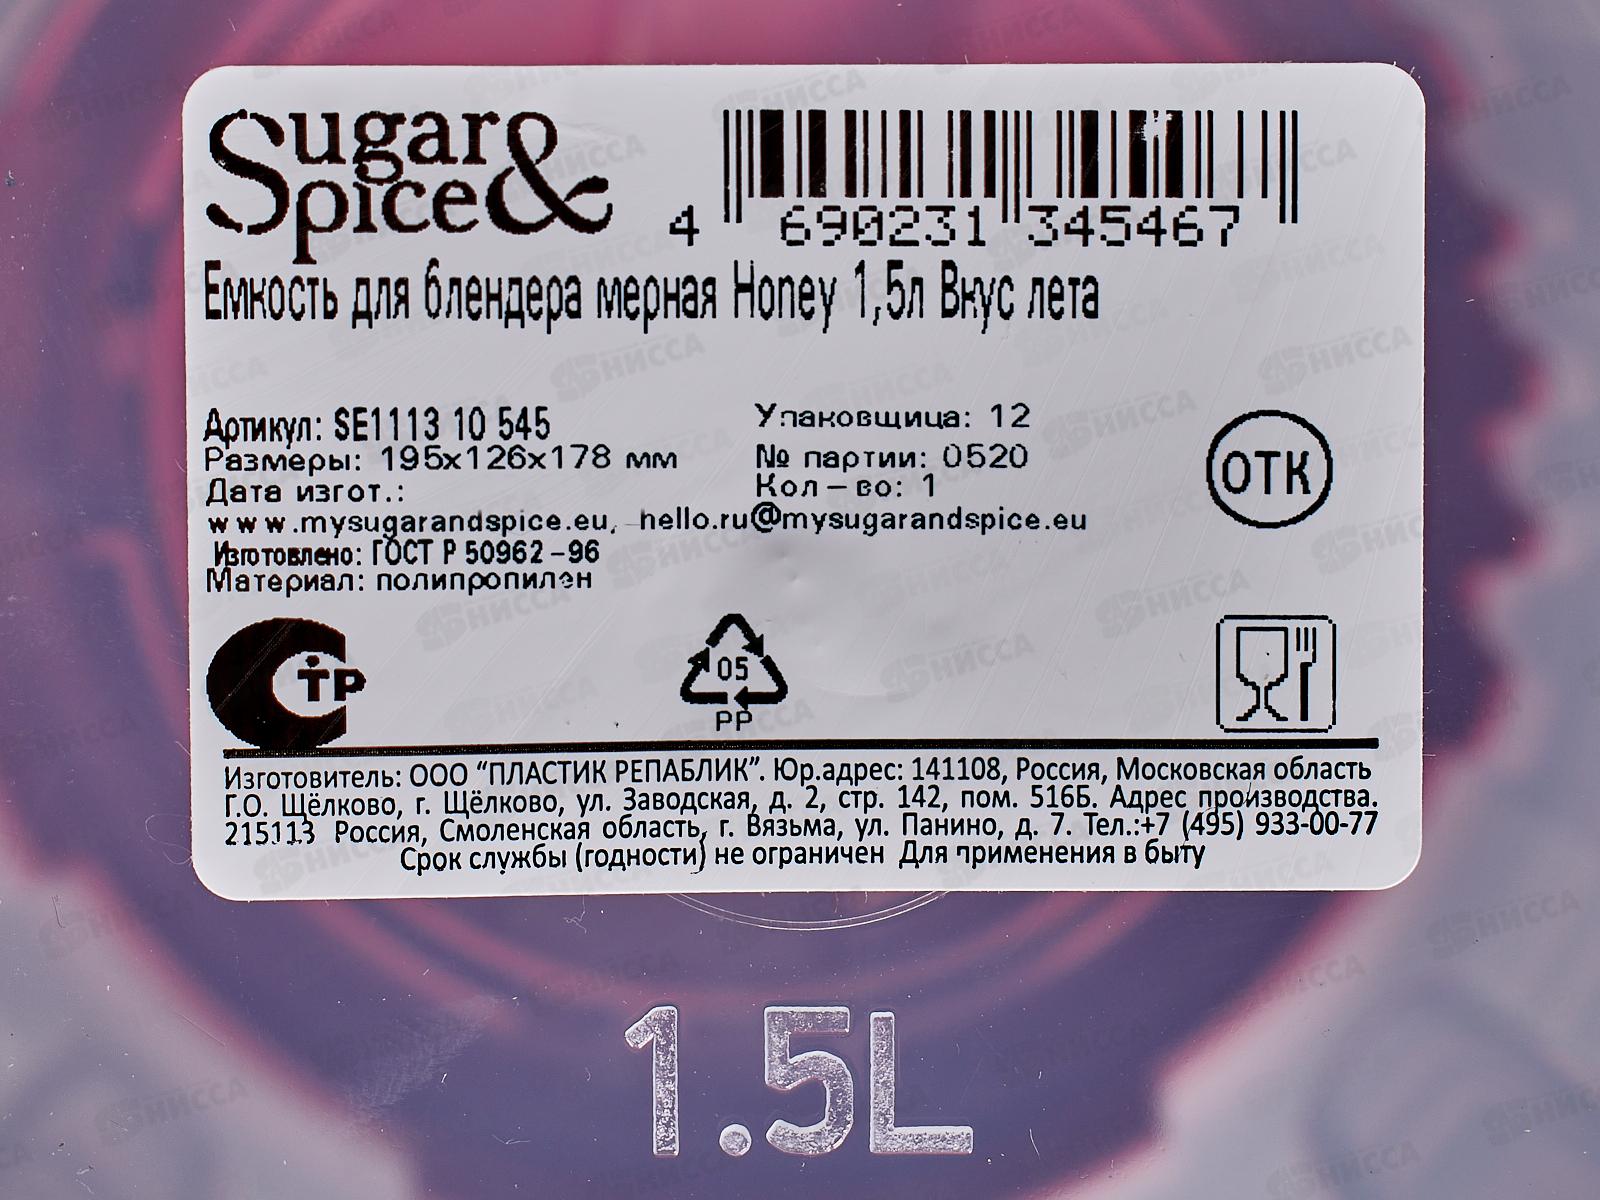 Sugar &
Spice
4 690231 345467
Емкость для блендера мерная Honey 1,5л Вкус лета
Артикул: SE1113 10 545
Размеры: 195x126x178 мм
Дата изгот.:
Упаковщица: 12
№ партии: 0520
Кол-во: 1
ОТК
www.mysugarandspice.eu, hello.ru@mysugarandspice.eu
Изготовлено: ГОСТ Р 50962-96
Материал: полипропилен
СТР
05
PP
Изготовитель: ООО "ПЛАСТИК РЕПАБЛИК". Юр.адрес: 141108, Россия, Московская область
Г.О. Щёлково, г. Щёлково, ул. Заводская, д. 2, стр. 142, пом. 516Б. Адрес производства.
215113 Россия, Смоленская область, г. Вязьма, ул. Панино, д. 7. Тел.:+7 (495) 933-00-77
Срок службы (годности) не ограничен Для применения в быту
1.5L
НИССА